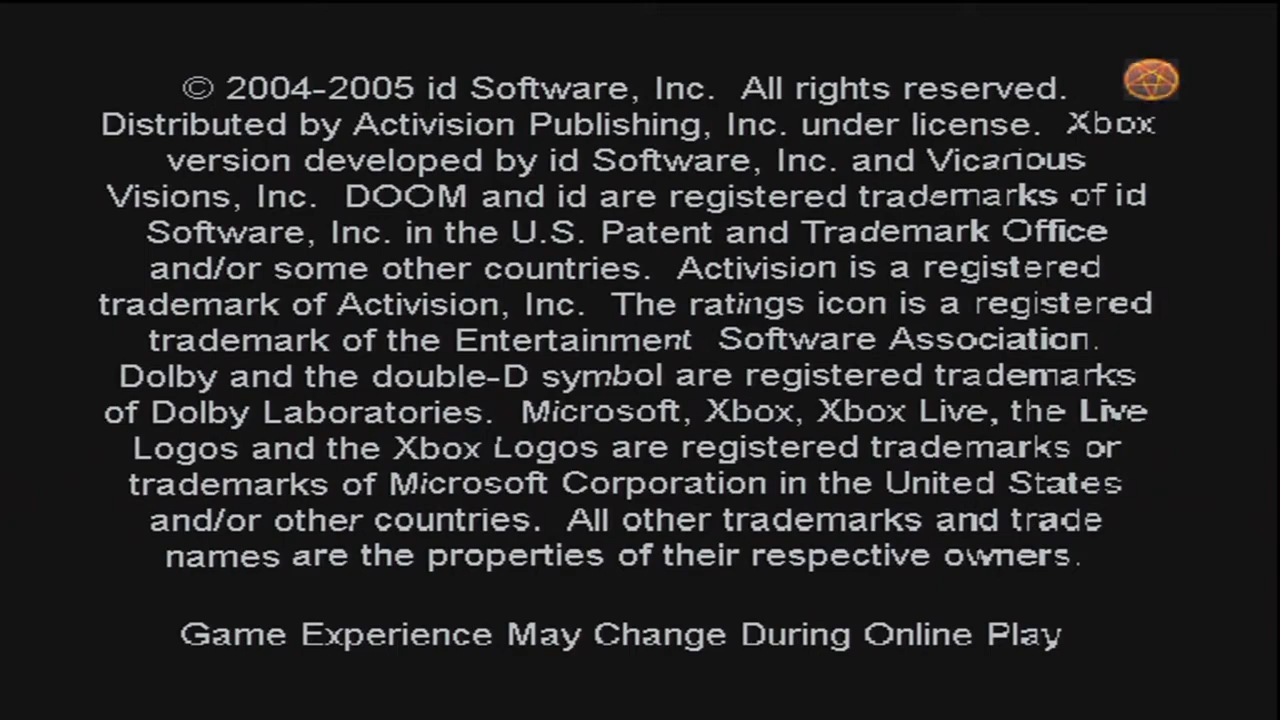 © 2004-2005 id Software, Inc. All rights reserved.
Distributed by Activision Publishing, Inc. under license. Xbox
version developed by id Software, Inc. and Vicarious
Visions, Inc. DOOM and id are registered trademarks of id
Software, Inc. in the U.S. Patent and Trademark Office
and/or some other countries. Activision is a registered
trademark of Activision, Inc. The ratings icon is a registered
trademark of the Entertainment Software Association.
Dolby and the double-D symbol are registered trademarks
of Dolby Laboratories. Microsoft, Xbox, Xbox Live, the Live
Logos and the Xbox Logos are registered trademarks or
trademarks of Microsoft Corporation in the United States
and/or other countries. All other trademarks and trade
names are the properties of their respective owners.
Game Experience May Change During Online Play